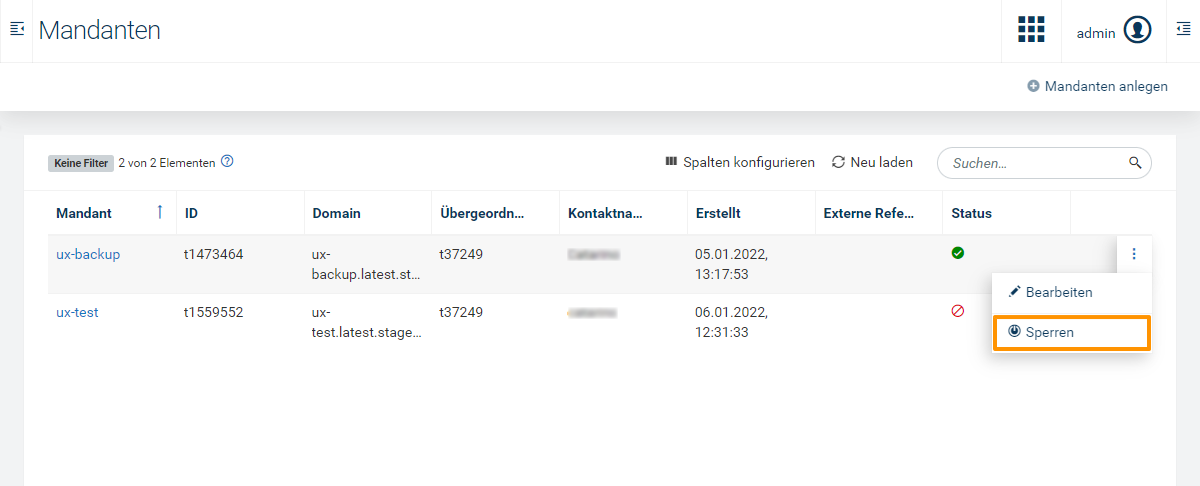 Mandanten
admin
Mandanten anlegen
Keine Filter 2 von 2 Elementen
Spalten konfigurieren Neu laden Suchen...
Mandant ID Domain Übergeordn... Kontaktna... Erstellt Externe Refe... Status
ux-backup t1473464 ux- t37249 05.01.2022,
backup.latest.st... 13:17:53
Bearbeiten
ux-test t1559552 ux- t37249 06.01.2022,
test.latest.stage... 12:31:33
Sperren